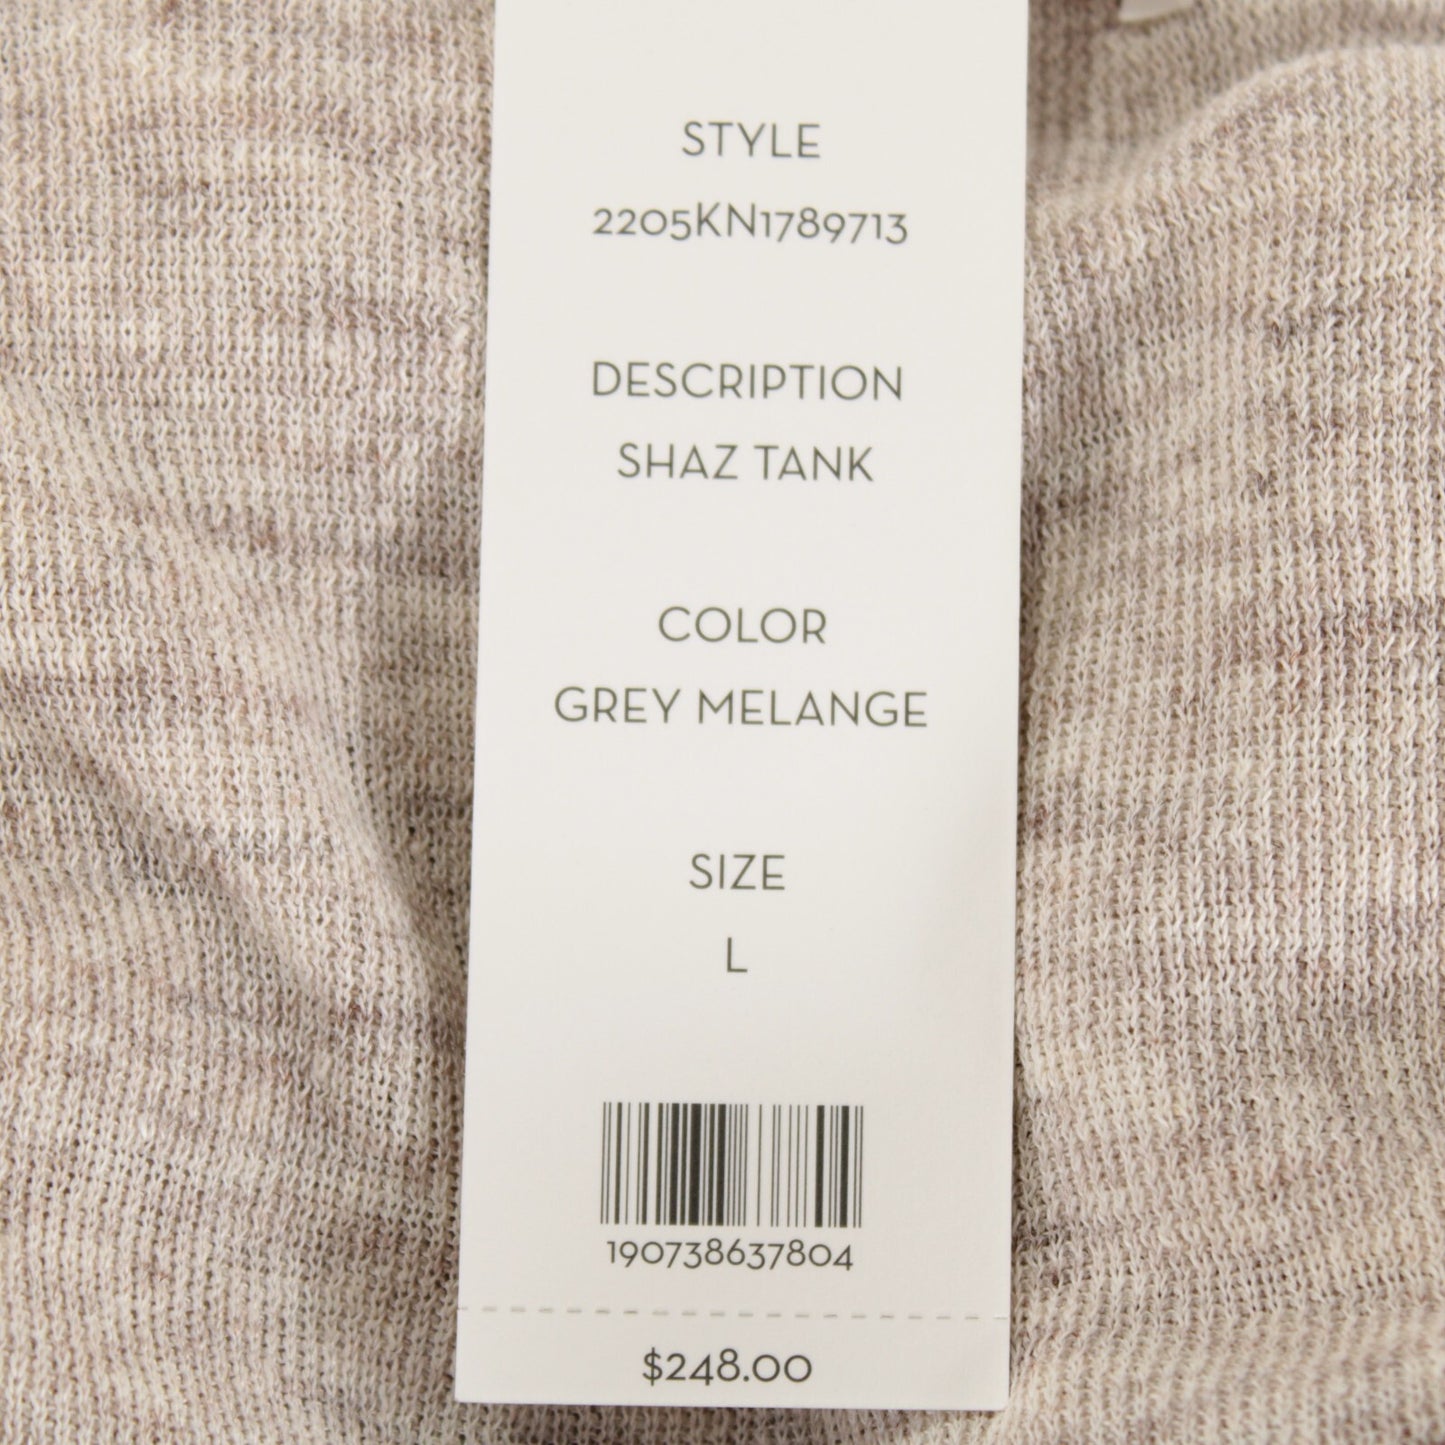 STYLE
2205KN1789713
DESCRIPTION
SHAZ TANK
COLOR
GREY MELANGE
SIZE
L
190738637804
$248.00